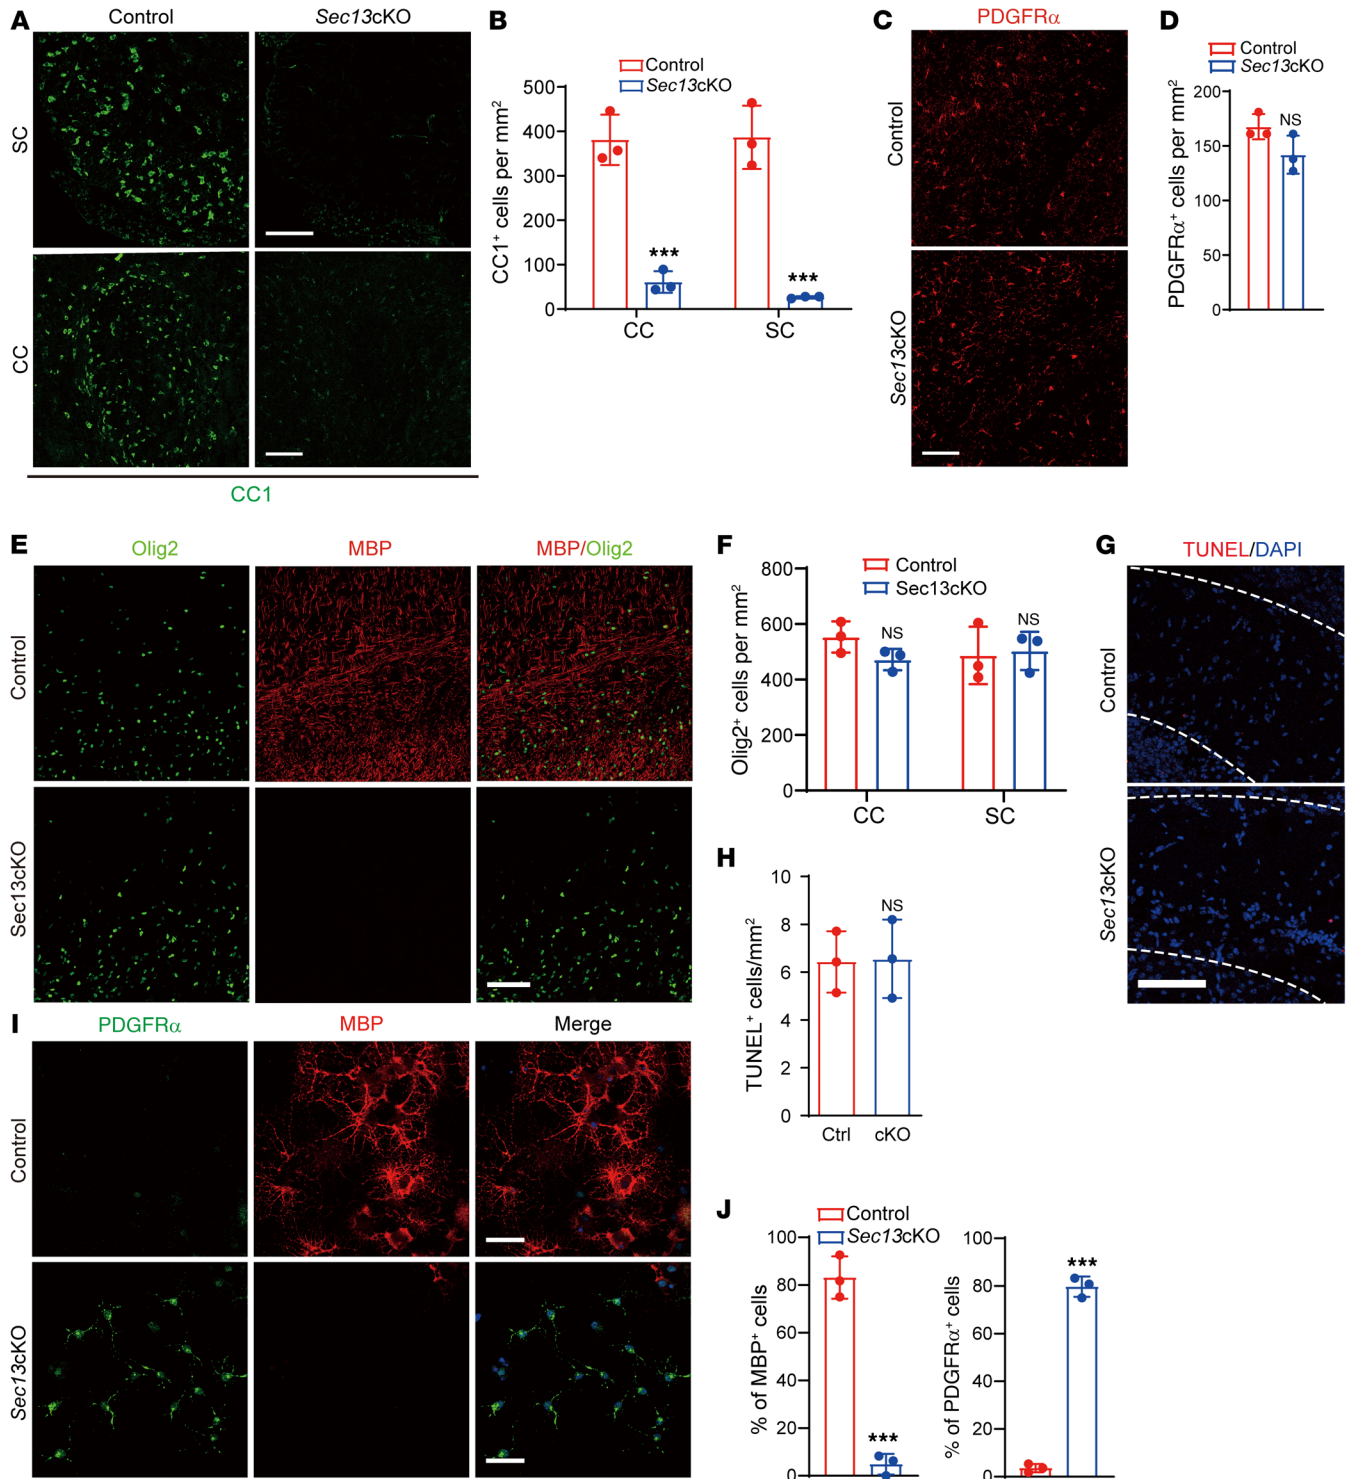 A
Control
Sec13cKO
SC
CC
CC1
B
Control
Sec13cKO
CC1+ cells per mm2
500
400
300
200
100
0
***
***
CC
SC
C
PDGFRα
Control
Sec13cKO
D
Control
Sec13cKO
PDGFRα+ cells per mm2
200
150
100
50
0
NS
E
Olig2
MBP
MBP/Olig2
Control
Sec13cKO
F
Control
Sec13cKO
Olig2+ cells per mm2
800
600
400
200
0
NS
NS
CC
SC
G
TUNEL/DAPI
Control
Sec13cKO
H
TUNEL+ cells/mm2
10
8
6
4
2
0
NS
Ctrl
cKO
I
PDGFRα
MBP
Merge
Control
Sec13cKO
J
Control
Sec13cKO
% of MBP+ cells
100
80
60
40
20
0
***
% of PDGFRα+ cells
100
80
60
40
20
0
***